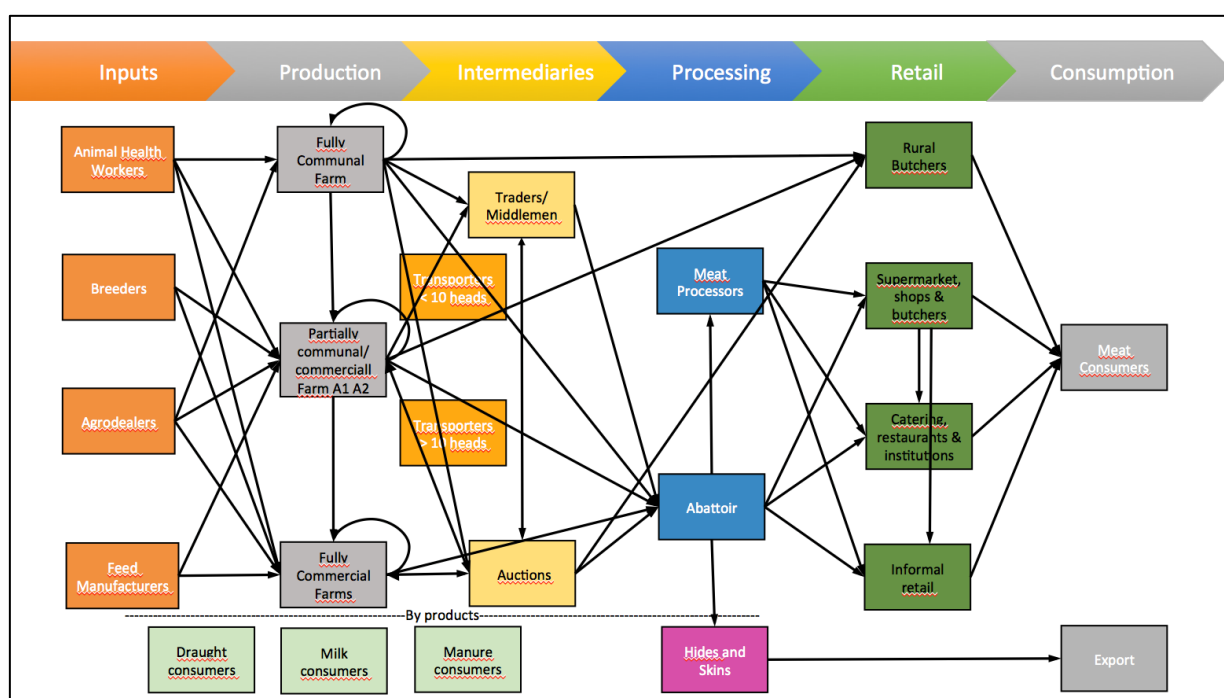 Inputs
Production
Intermediaries
Processing
Retail
Consumption
Animal Health
Workers
Fully
Communal
Farm
Rural
Butchers
Traders/
Middlemen
Breeders
Transporters
< 10 heads
Meat
Processors
Supermarket,
shops &
butchers
Partially
communal/
commerciall
Farm A1 A2
Meat
Consumers
Agrodealers
Transporters
> 10 heads
Catering,
restaurants &
institutions
Abattoir
Feed
Manufacturers
Fully
Commercial
Farms
Auctions
Informal
retail
By products
Draught
consumers
Milk
consumers
Manure
consumers
Hides and
Skins
Export